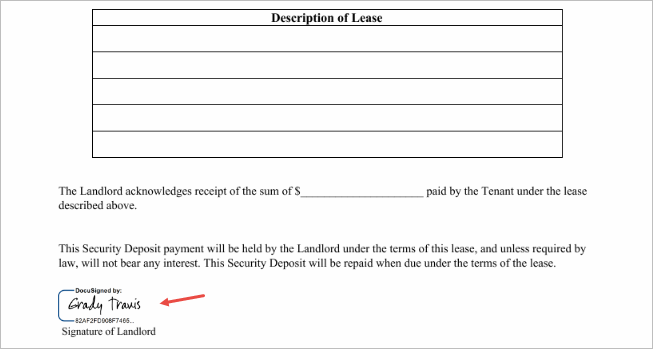 Description of Lease
The Landlord acknowledges receipt of the sum of $_____________________ paid by the Tenant under the lease
described above.
This Security Deposit payment will be held by the Landlord under the terms of this lease, and unless required by
law, will not bear any interest. This Security Deposit will be repaid when due under the terms of the lease.
DocuSigned by:
Grady Travis
82AF2FD908F7465...
Signature of Landlord